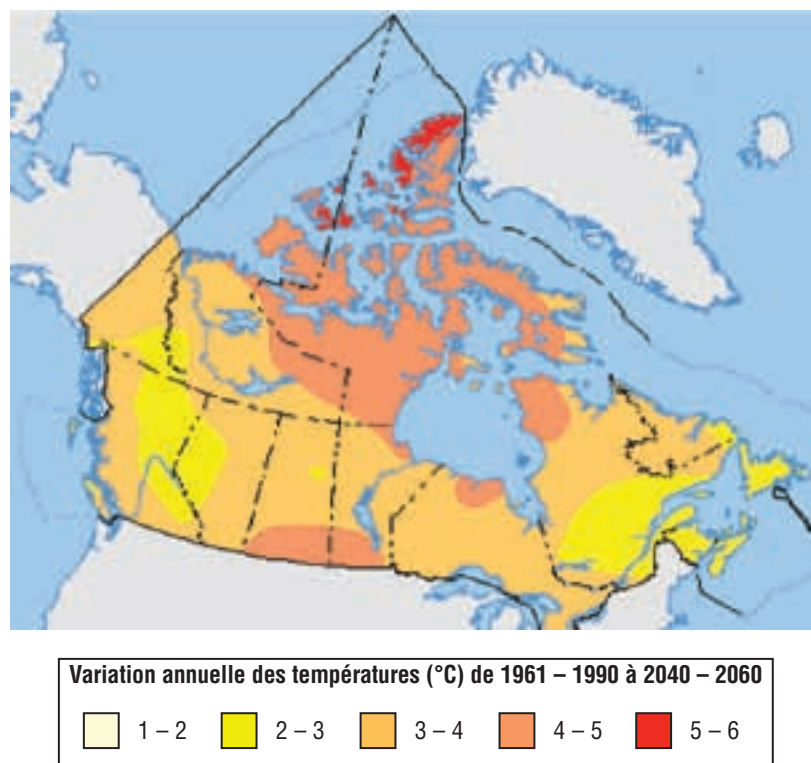 Variation annuelle des températures (°C) de 1961 – 1990 à 2040 – 2060
1 – 2 2 – 3 3 – 4 4 – 5 5 – 6